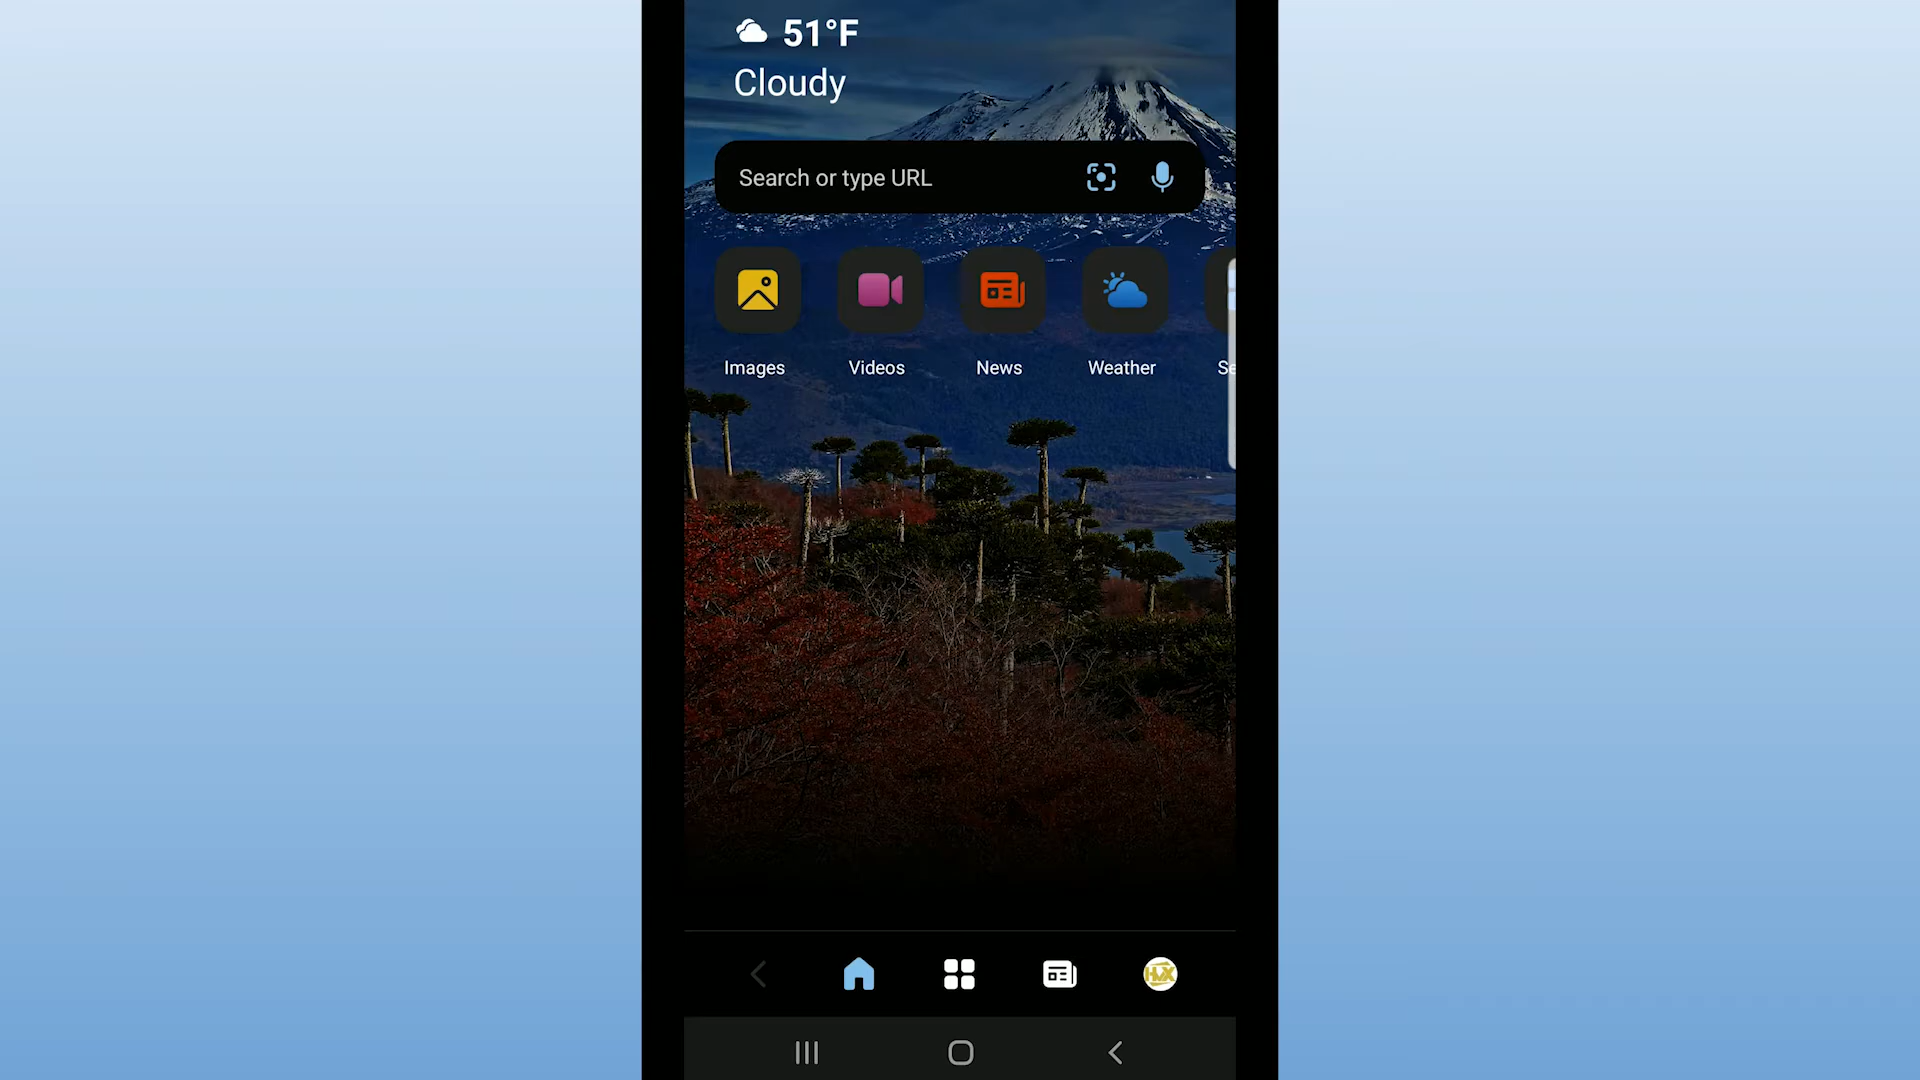 51°F
Cloudy
Search or type URL
Images
Videos
News
Weather